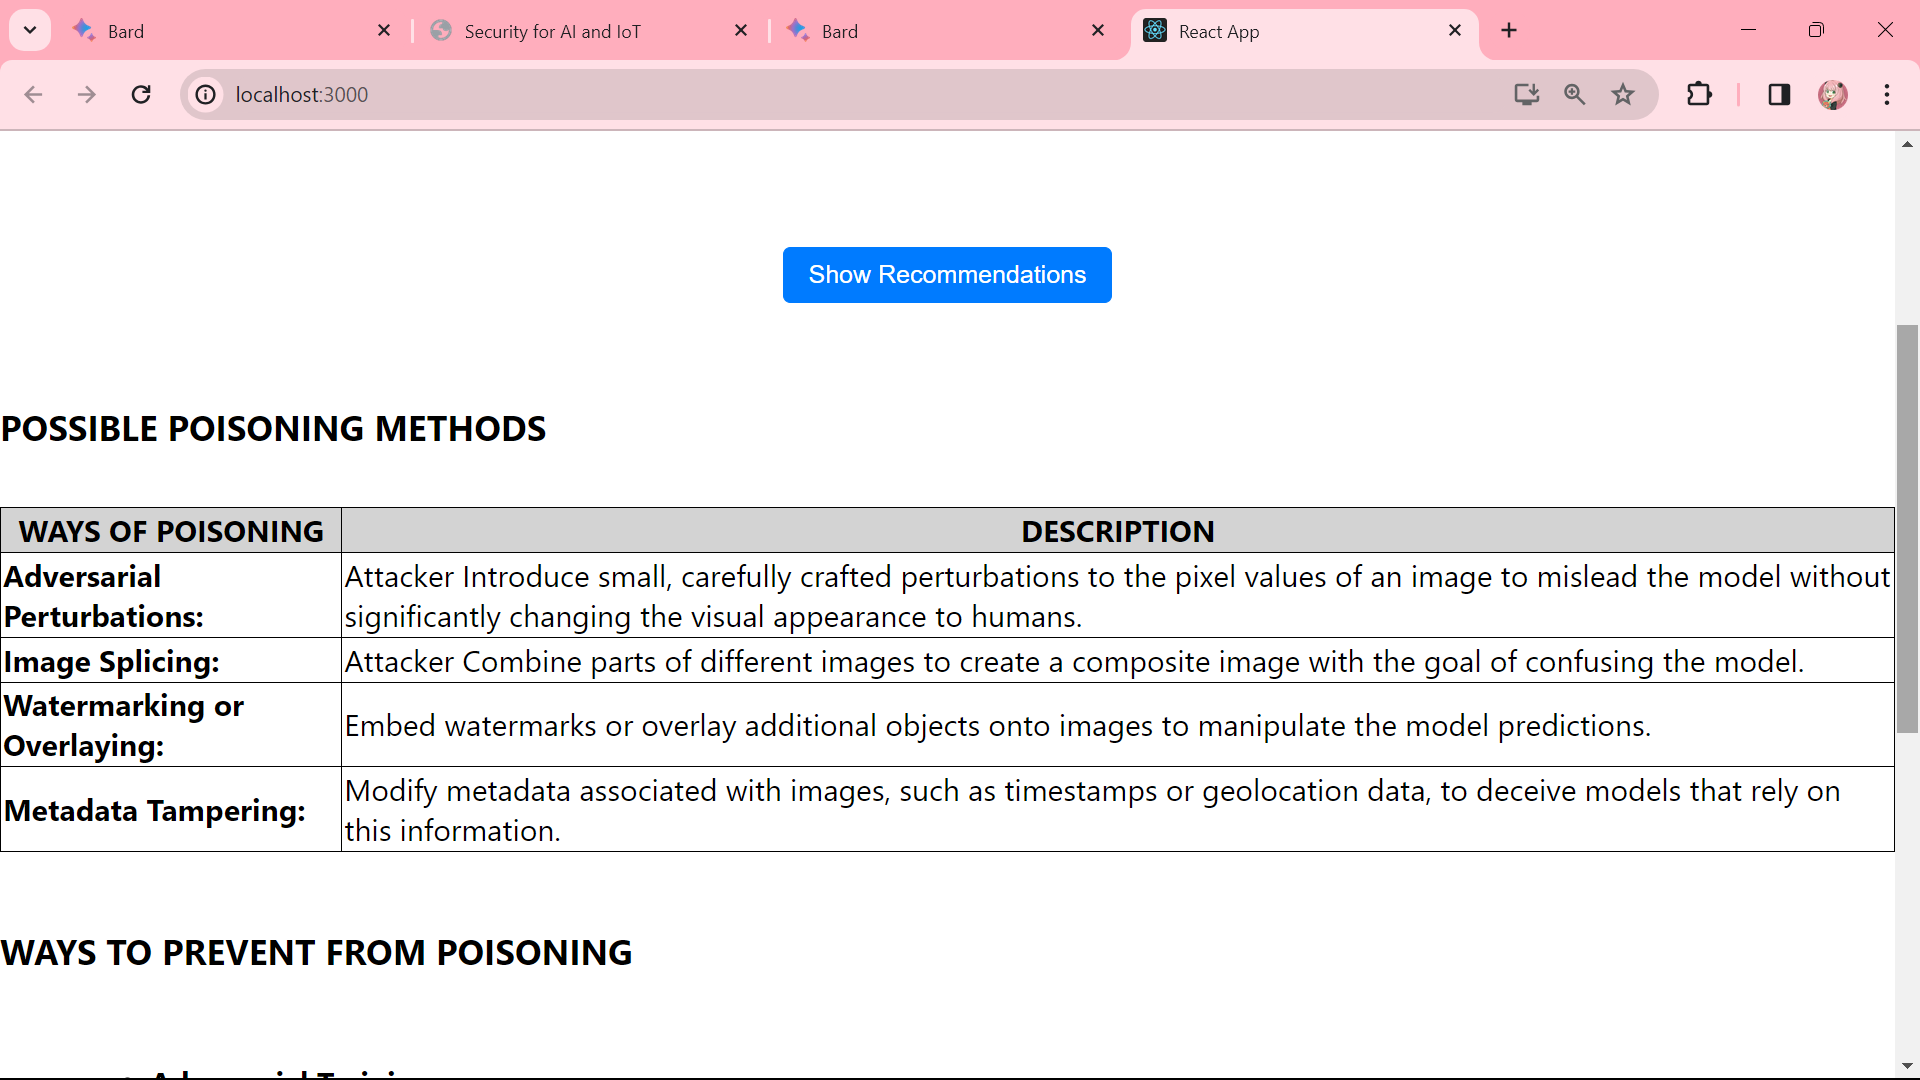 Bard
Security for AI and IoT
Bard
React App
localhost:3000
Show Recommendations
POSSIBLE POISONING METHODS
WAYS OF POISONING
DESCRIPTION
Adversarial
Perturbations:
Attacker Introduce small, carefully crafted perturbations to the pixel values of an image to mislead the model without
significantly changing the visual appearance to humans.
Image Splicing:
Attacker Combine parts of different images to create a composite image with the goal of confusing the model.
Watermarking or
Overlaying:
Embed watermarks or overlay additional objects onto images to manipulate the model predictions.
Metadata Tampering:
Modify metadata associated with images, such as timestamps or geolocation data, to deceive models that rely on
this information.
WAYS TO PREVENT FROM POISONING